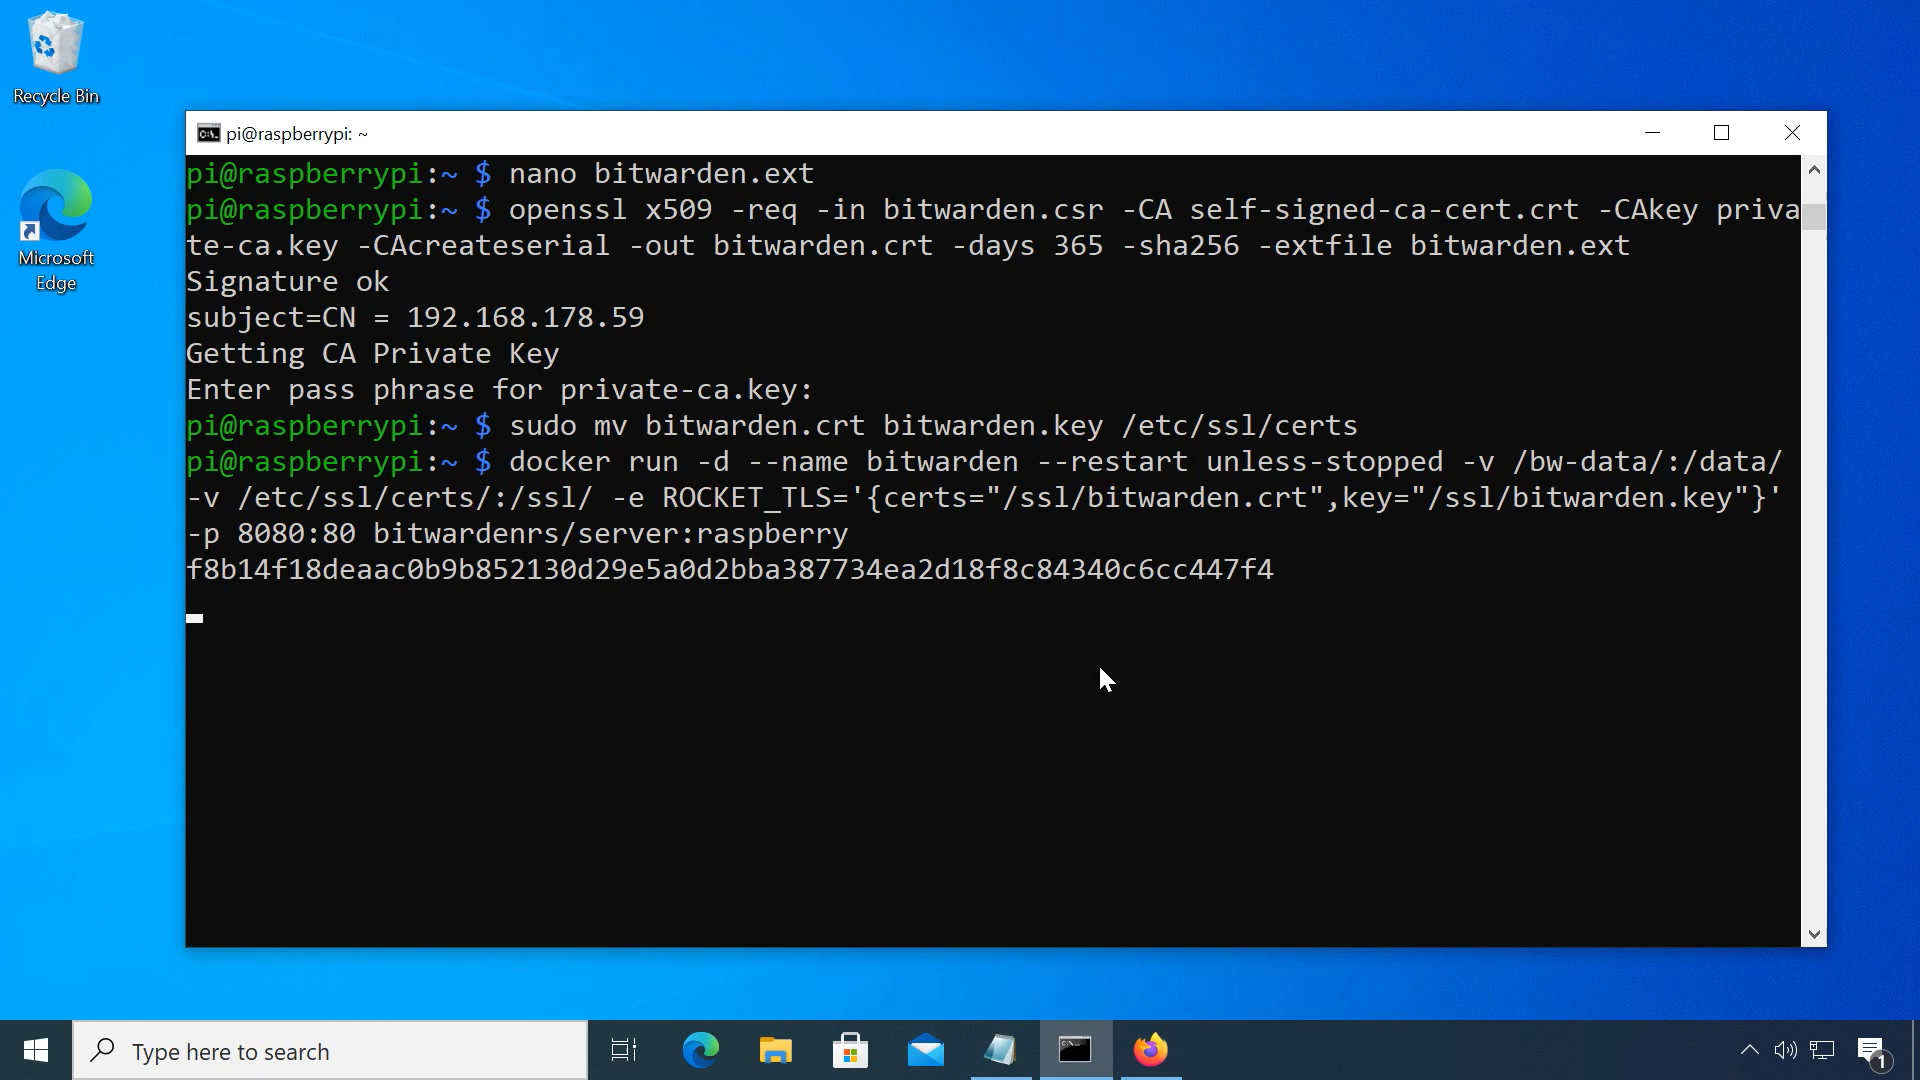 Recycle Bin
Microsoft
Edge
pi@raspberrypi: ~
pi@raspberrypi:~ $ nano bitwarden.ext
pi@raspberrypi:~ $ openssl x509 -req -in bitwarden.csr -CA self-signed-ca-cert.crt -CAkey priva
te-ca.key -CAcreateserial -out bitwarden.crt -days 365 -sha256 -extfile bitwarden.ext
Signature ok
subject=CN = 192.168.178.59
Getting CA Private Key
Enter pass phrase for private-ca.key:
pi@raspberrypi:~ $ sudo mv bitwarden.crt bitwarden.key /etc/ssl/certs
pi@raspberrypi:~ $ docker run -d --name bitwarden --restart unless-stopped -v /bw-data/:/data/
-v /etc/ssl/certs/:/ssl/ -e ROCKET_TLS='{certs="/ssl/bitwarden.crt",key="/ssl/bitwarden.key"}'
-p 8080:80 bitwardenrs/server:raspberry
f8b14f18deaac0b9b852130d29e5a0d2bba387734ea2d18f8c84340c6cc447f4
Type here to search
1